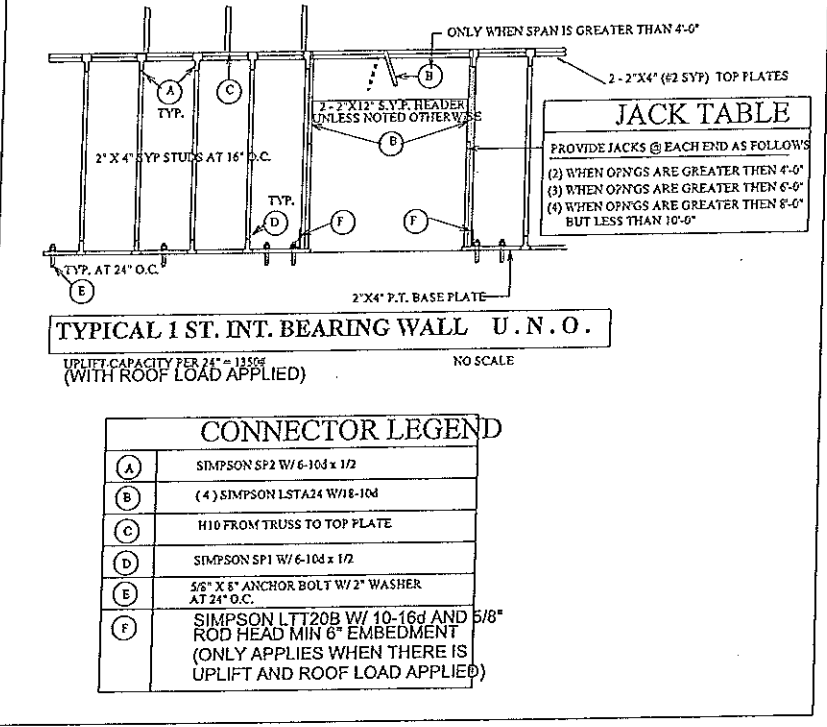 ONLY WHEN SPAN IS GREATER THAN 4'-0"
A
TYP.
C
B
2 - 2"X4" (#2 SYP) TOP PLATES
2 - 2"X12" S.Y.P. HEADER
UNLESS NOTED OTHERWISE
B
2" X 4" SYP STUDS AT 16" O.C.
TYP.
D
F
F
TYP. AT 24" O.C.
E
2"X4" P.T. BASE PLATE
JACK TABLE
PROVIDE JACKS @ EACH END AS FOLLOWS
(2) WHEN OPN'GS ARE GREATER THEN 4'-0"
(3) WHEN OPN'GS ARE GREATER THEN 6'-0"
(4) WHEN OPN'GS ARE GREATER THEN 8'-0"
BUT LESS THAN 10'-0"
TYPICAL 1 ST. INT. BEARING WALL U.N.O.
UPLIFT CAPACITY PER 24" = 1350#
(WITH ROOF LOAD APPLIED)
NO SCALE
CONNECTOR LEGEND
A SIMPSON SP2 W/ 6-10d x 1/2
B (4) SIMPSON LSTA24 W/18-10d
C H10 FROM TRUSS TO TOP PLATE
D SIMPSON SP1 W/ 6-10d x 1/2
E 5/8" X 8" ANCHOR BOLT W/ 2" WASHER
AT 24" O.C.
F SIMPSON LTT20B W/ 10-16d AND 5/8"
ROD HEAD MIN 6" EMBEDMENT
(ONLY APPLIES WHEN THERE IS
UPLIFT AND ROOF LOAD APPLIED)